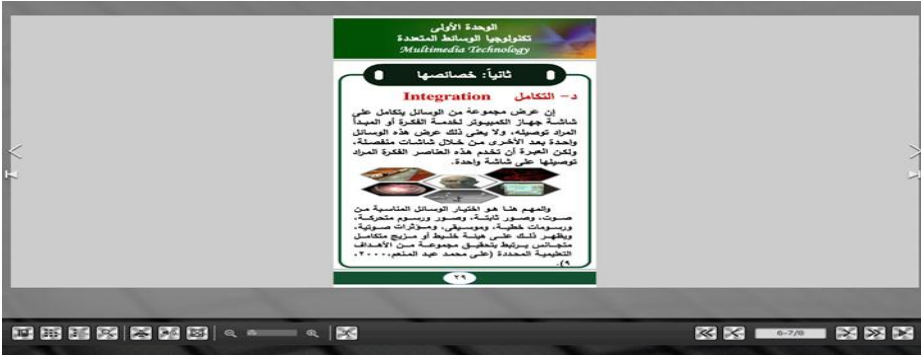 الوحدة الأولى
تكنولوجيا الوسائط المتعددة
Multimedia Technology
ثانياً: خصائصها
د- التكامل Integration
إن عرض مجموعة من الوسائل يتكامل على
شاشة جهاز الكمبيوتر لخدمة الفكرة أو المبدأ
المراد توصيله، ولا يعنى ذلك عرض هذه الوسائل
واحدة بعد الأخرى من خلال شاشات منفصلة،
ولكن العبرة أن تخدم هذه العناصر الفكرة المراد
توصيلها على شاشة واحدة.
والمهم هنا هو اختيار الوسائل المناسبة من
صوت، وصور ثابتة، وصور ورسوم متحركة،
ورسومات خطية، وموسيقى، ومؤثرات صوتية،
ويظهر ذلك على هيئة خليط أو مزيج متكامل
متجانس يرتبط بتحقيق مجموعة من الأهداف
التعليمية المحددة (على محمد عبد المنعم، ٢٠٠٠،
٩).
٢٩
6-7/8